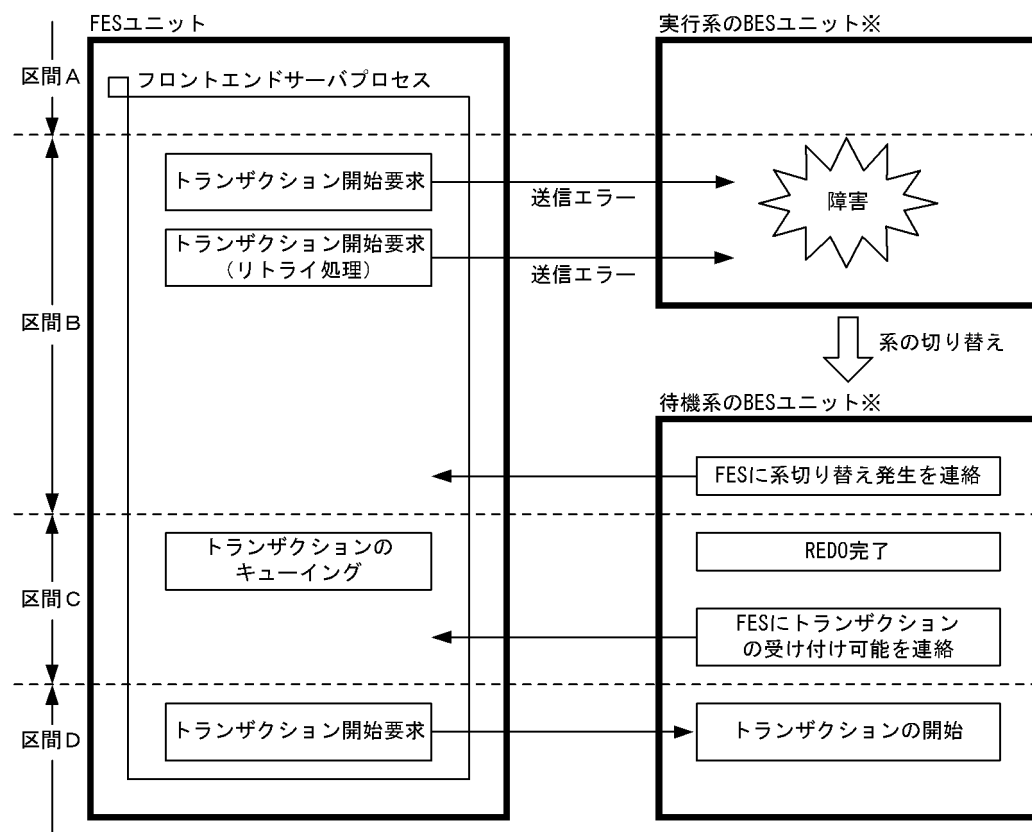 FESユニット
実行系のBESユニット※
区間A
フロントエンドサーバプロセス
区間B
トランザクション開始要求
送信エラー
障害
トランザクション開始要求
(リトライ処理)
送信エラー
系の切り替え
待機系のBESユニット※
FESに系切り替え発生を連絡
区間C
トランザクションの
キューイング
REDO完了
FESにトランザクション
の受け付け可能を連絡
区間D
トランザクション開始要求
トランザクションの開始